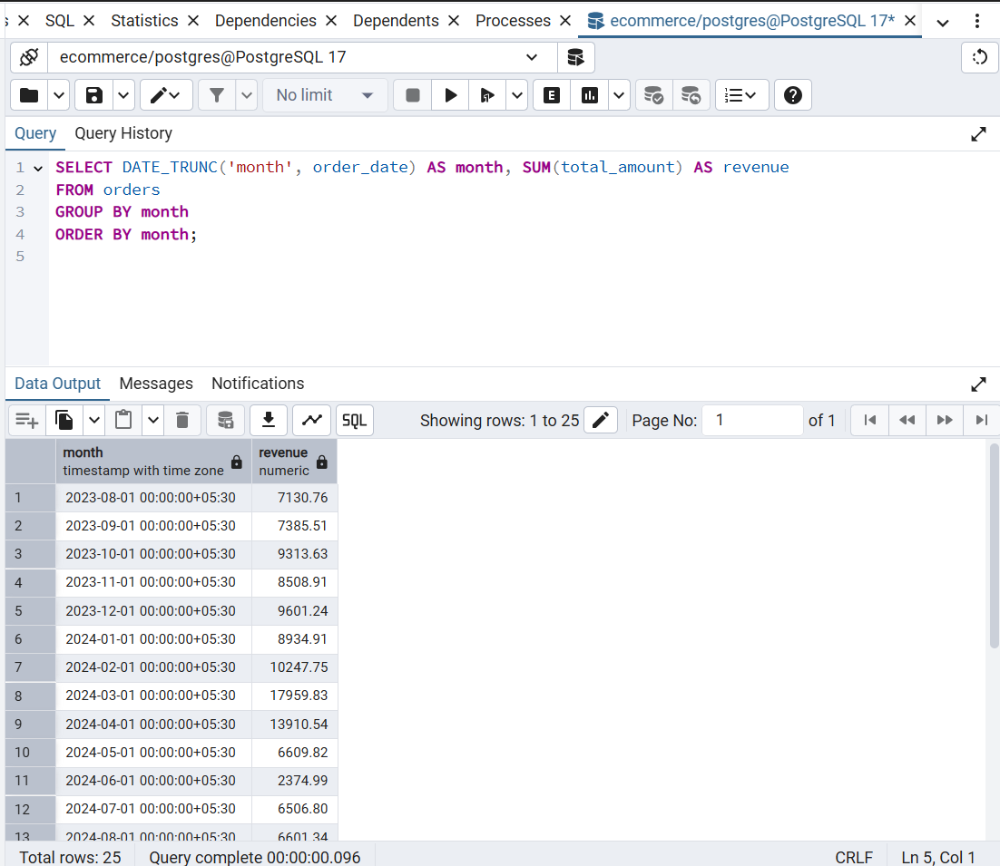 s SQL Statistics Dependencies Dependents Processes ecommerce/postgres@PostgreSQL 17*
ecommerce/postgres@PostgreSQL 17
No limit E
Query Query History
1 SELECT DATE_TRUNC('month', order_date) AS month, SUM(total_amount) AS revenue
2 FROM orders
3 GROUP BY month
4 ORDER BY month;
5
Data Output Messages Notifications
SQL Showing rows: 1 to 25 Page No: 1 of 1
month revenue
timestamp with time zone numeric
1 2023-08-01 00:00:00+05:30 7130.76
2 2023-09-01 00:00:00+05:30 7385.51
3 2023-10-01 00:00:00+05:30 9313.63
4 2023-11-01 00:00:00+05:30 8508.91
5 2023-12-01 00:00:00+05:30 9601.24
6 2024-01-01 00:00:00+05:30 8934.91
7 2024-02-01 00:00:00+05:30 10247.75
8 2024-03-01 00:00:00+05:30 17959.83
9 2024-04-01 00:00:00+05:30 13910.54
10 2024-05-01 00:00:00+05:30 6609.82
11 2024-06-01 00:00:00+05:30 2374.99
12 2024-07-01 00:00:00+05:30 6506.80
13 2024-08-01 00:00:00+05:30 6601.34
Total rows: 25 Query complete 00:00:00.096 CRLF Ln 5, Col 1